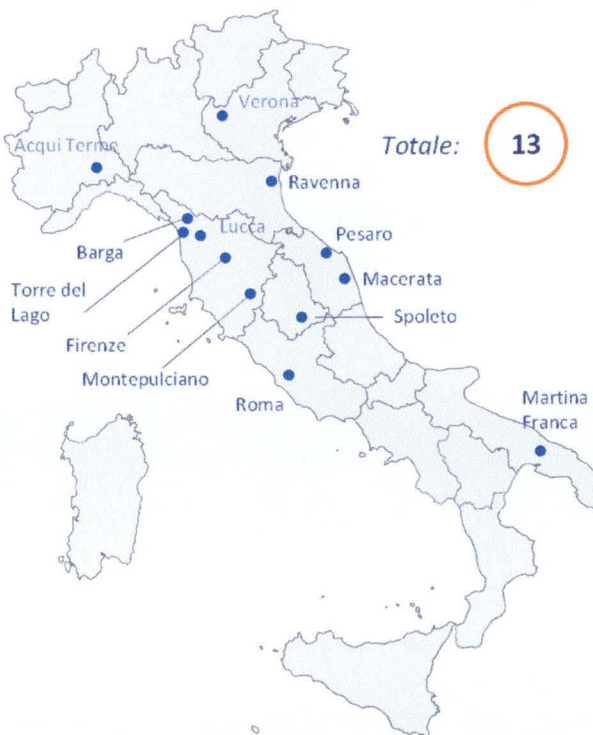 Verona
Totale:
13
Acqui Terme
Ravenna
Lucca
Barga
Pesaro
Macerata
Torre del
Lago
Spoleto
Firenze
Montepulciano
Roma
Martina
Franca